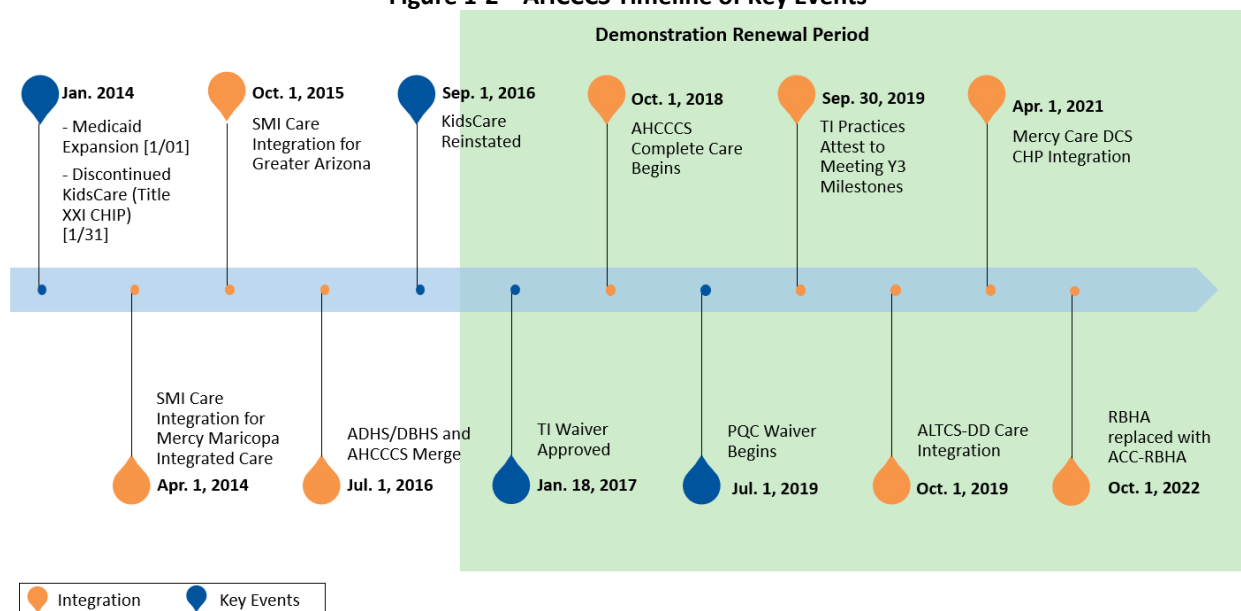 Figure 1-2—AHCCCS Timeline of Key Events
Demonstration Renewal Period
Jan. 2014
- Medicaid
Expansion [1/01]
- Discontinued
KidsCare (Title
XXI CHIP)
[1/31]
Oct. 1, 2015
SMI Care
Integration for
Greater Arizona
Sep. 1, 2016
KidsCare
Reinstated
Oct. 1, 2018
AHCCCS
Complete Care
Begins
Sep. 30, 2019
TI Practices
Attest to
Meeting Y3
Milestones
Apr. 1, 2021
Mercy Care DCS
CHP Integration
SMI Care
Integration for
Mercy Maricopa
Integrated Care
Apr. 1, 2014
ADHS/DBHS and
AHCCCS Merge
Jul. 1, 2016
TI Waiver
Approved
Jan. 18, 2017
PQC Waiver
Begins
Jul. 1, 2019
ALTCS-DD Care
Integration
Oct. 1, 2019
RBHA
replaced with
ACC-RBHA
Oct. 1, 2022
Integration
Key Events